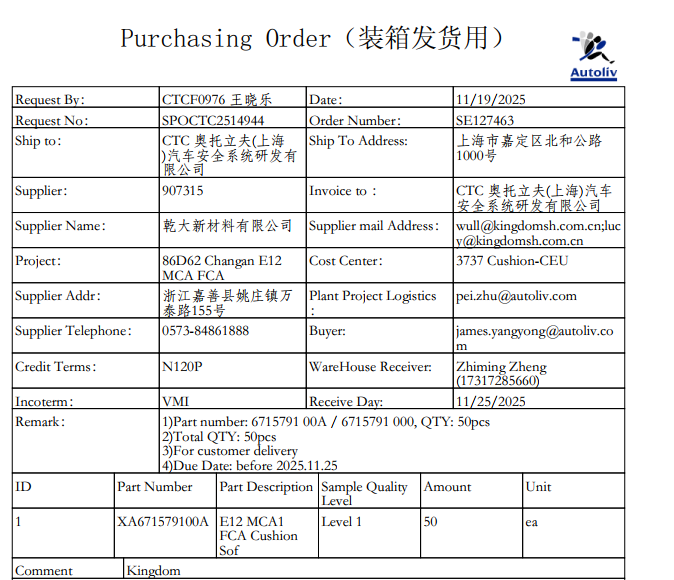 Purchasing Order（装箱发货用）
Autoliv
Request By: CTCF0976 王晓乐 Date: 11/19/2025
Request No: SPOCTC2514944 Order Number: SE127463
Ship to: CTC 奥托立夫(上海 Ship To Address: 上海市嘉定区北和公路
)汽车安全系统研发有 1000号
限公司
Supplier: 907315 Invoice to : CTC 奥托立夫(上海)汽车
安全系统研发有限公司
Supplier Name: 乾大新材料有限公司 Supplier mail Address: wull@kingdomsh.com.cn;luc
y@kingdomsh.com.cn
Project: 86D62 Changan E12 Cost Center: 3737 Cushion-CEU
MCA FCA
Supplier Addr: 浙江嘉善县姚庄镇万 Plant Project Logistics pei.zhu@autoliv.com
泰路155号 :
Supplier Telephone: 0573-84861888 Buyer: james.yangyong@autoliv.co
m
Credit Terms: N120P WareHouse Receiver: Zhiming Zheng
(17317285660)
Incoterm: VMI Receive Day: 11/25/2025
Remark: 1)Part number: 6715791 00A / 6715791 000, QTY: 50pcs
2)Total QTY: 50pcs
3)For customer delivery
4)Due Date: before 2025.11.25
ID Part Number Part Description Sample Quality Amount Unit
Level
1 XA671579100A E12 MCA1 Level 1 50 ea
FCA Cushion
Sof
Comment Kingdom